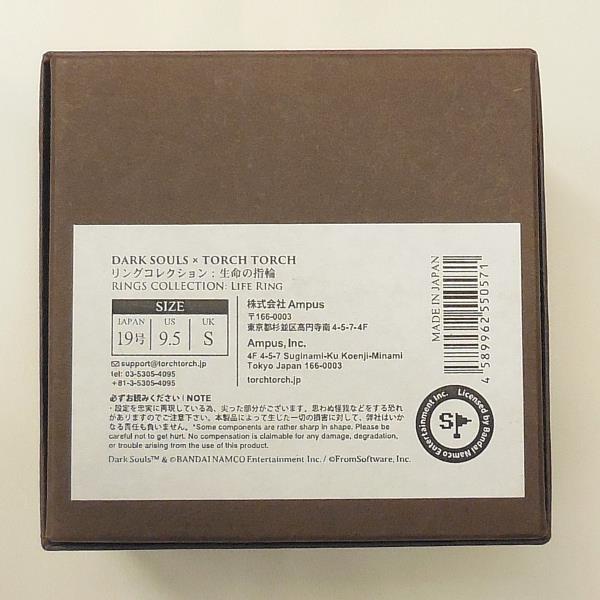 DARK SOULS × TORCH TORCH
リングコレクション：生命の指輪
RINGS COLLECTION: LIFE RING
SIZE
JAPAN US UK
19号 9.5 S
support@torchtorch.jp
tel: 03-5305-4095
+81-3-5305-4095
株式会社 Ampus
〒166-0003
東京都杉並区高円寺南 4-5-7-4F
Ampus, Inc.
4F 4-5-7 Suginami-Ku Koenji-Minami
Tokyo Japan 166-0003
torchtorch.jp
MADE IN JAPAN
4 589962 550571
必ずお読みください | NOTE
・設定を忠実に再現している為、尖った部分がございます。思わぬ怪我などをする恐れ
がありますのでご注意下さい。本製品によって生じた一切の損害に対して、弊社はいか
なる責任も負いません。*Some components are rather sharp in shape. Please be
careful not to get hurt. No compensation is claimable for any damage, degradation,
or trouble arising from the use of this product.
Dark Souls™ & ©BANDAI NAMCO Entertainment Inc. / ©FromSoftware, Inc.
Licensed by Bandai Namco Entertainment Inc.